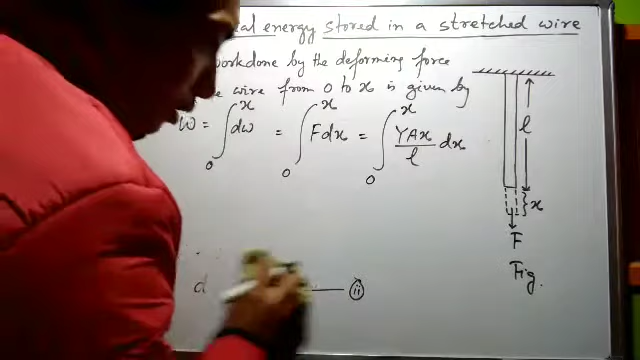 energy stored in a stretched wire
workdone by the deforming force
wire from 0 to x is given by
W = ∫₀ˣ dw = ∫₀ˣ Fdx = ∫₀ˣ YAx/l dx
l
x
F
Fig.
d
(ii)